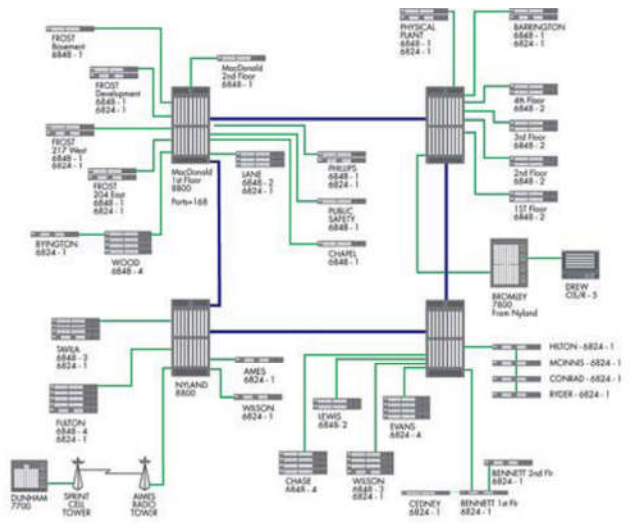 FROST
Basement
6848 - 1
MacDonald
2nd Floor
6848 - 1
FROST
Development
6848 - 1
6824 - 1
FROST
217 West
6848 - 1
6824 - 1
FROST
204 East
6848 - 1
6824 - 1
MacDonald
1st Floor
8800
Ports=168
LANE
6848 - 2
6824 - 1
PHILLIPS
6848 - 1
6824 - 1
PUBLIC
SAFETY
6848 - 1
CHAPEL
6848 - 1
BYINGTON
6824 - 1
WOOD
6848 - 4
PHYSICAL
PLANT
6848 - 1
6824 - 1
BARRINGTON
6848 - 1
6824 - 1
4th Floor
6848 - 2
3rd Floor
6848 - 2
2nd Floor
6848 - 2
1ST Floor
6848 - 2
BROMLEY
7800
From Nyland
DREW
OS/R - 5
TAVILA
6848 - 3
6824 - 1
FULTON
6848 - 4
6824 - 1
NYLAND
8800
AMES
6824 - 1
WILSON
6824 - 1
DUNHAM
7700
SPRINT
CELL
TOWER
AIMES
RADIO
TOWER
HILTON - 6824 - 1
MONNIS - 6824 - 1
CONRAD - 6824 - 1
RYDER - 6824 - 1
LEWIS
6848- 2
EVANS
6824 - 4
CHASE
6848 - 4
WILSON
6848 - 3
6824 - 1
BENNETT 2nd Flr
6824 - 1
CEDNEY
6824 - 1
BENNETT 1st Flr
6824 - 1